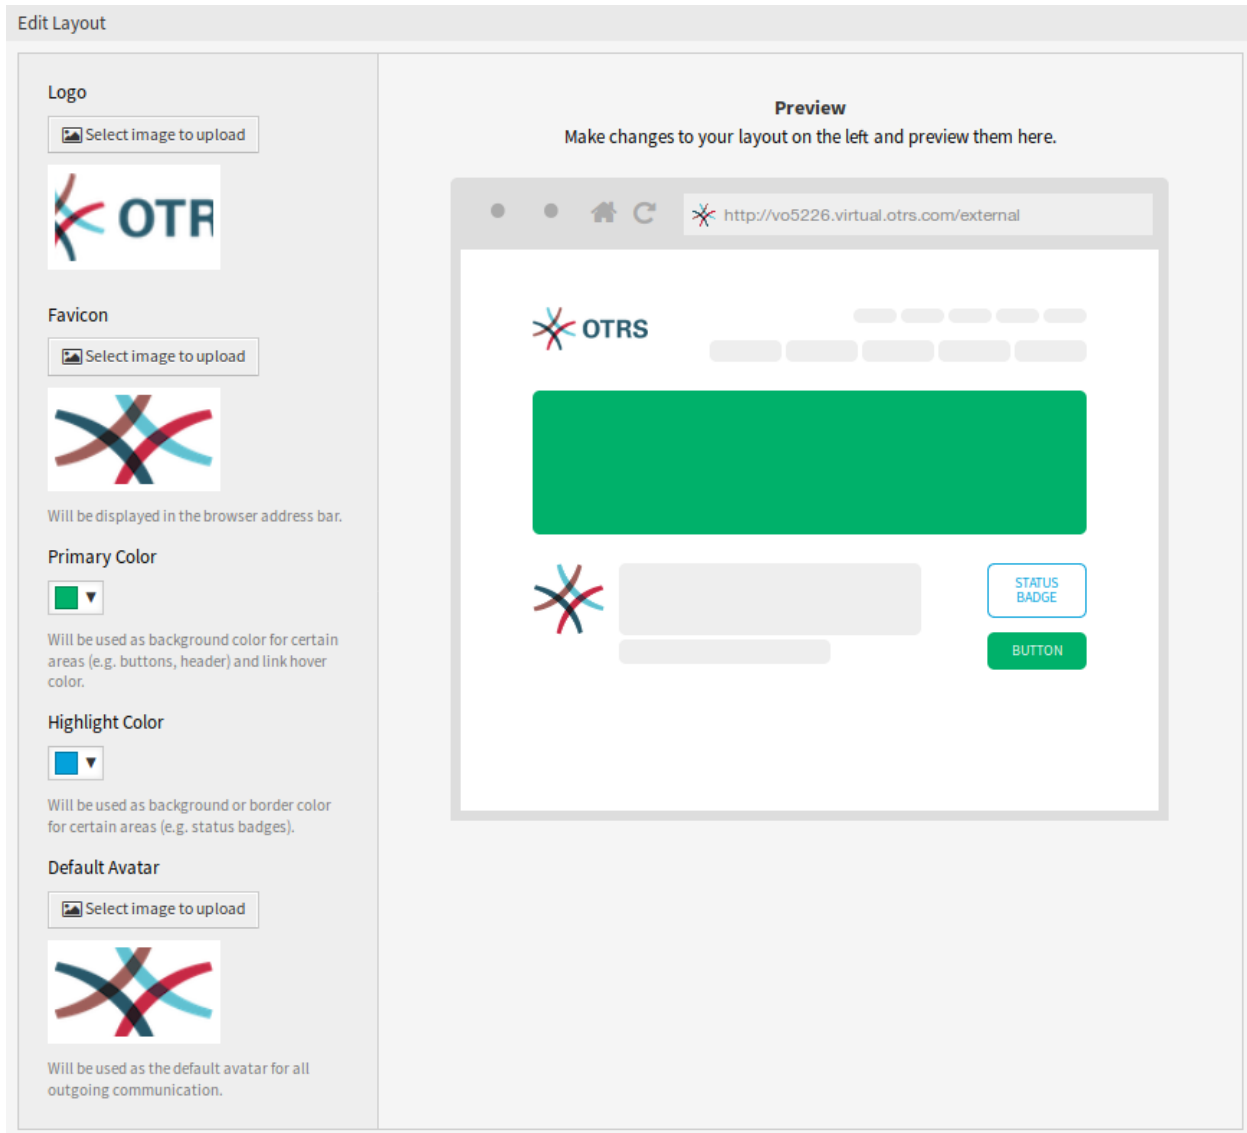 Edit Layout
Logo
Select image to upload
OTR
Favicon
Select image to upload
Will be displayed in the browser address bar.
Primary Color
Will be used as background color for certain
areas (e.g. buttons, header) and link hover
color.
Highlight Color
Will be used as background or border color
for certain areas (e.g. status badges).
Default Avatar
Select image to upload
Will be used as the default avatar for all
outgoing communication.
Preview
Make changes to your layout on the left and preview them here.
http://vo5226.virtual.otrs.com/external
OTRS
STATUS
BADGE
BUTTON